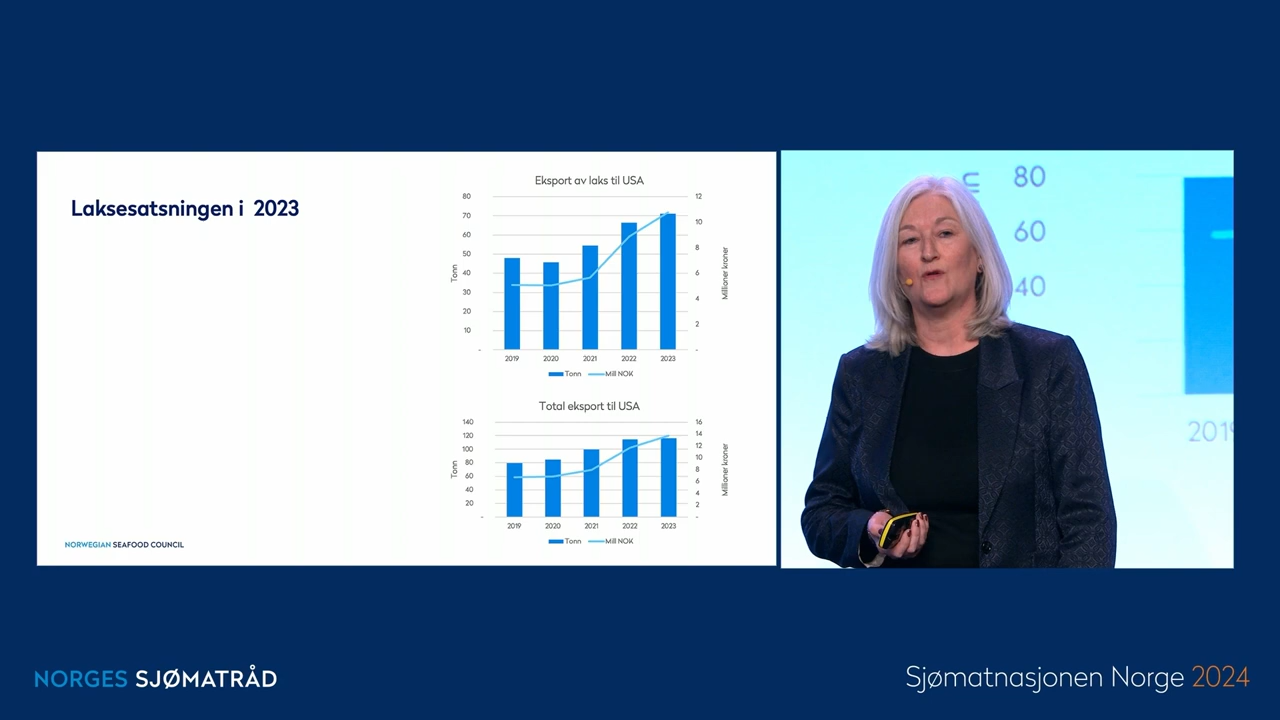 Laksesatsningen i 2023
Eksport av laks til USA
80
70
60
50
40
30
20
10
-
Tonn
12
10
8
6
4
2
-
Millioner kroner
2019 2020 2021 2022 2023
Tonn Mill NOK
Total eksport til USA
140
120
100
80
60
40
20
-
Tonn
16
14
12
10
8
6
4
2
-
Millioner kroner
2019 2020 2021 2022 2023
Tonn Mill NOK
NORWEGIAN SEAFOOD COUNCIL
80
60
40
NORGES SJØMATRÅD
Sjømatnasjonen Norge 2024